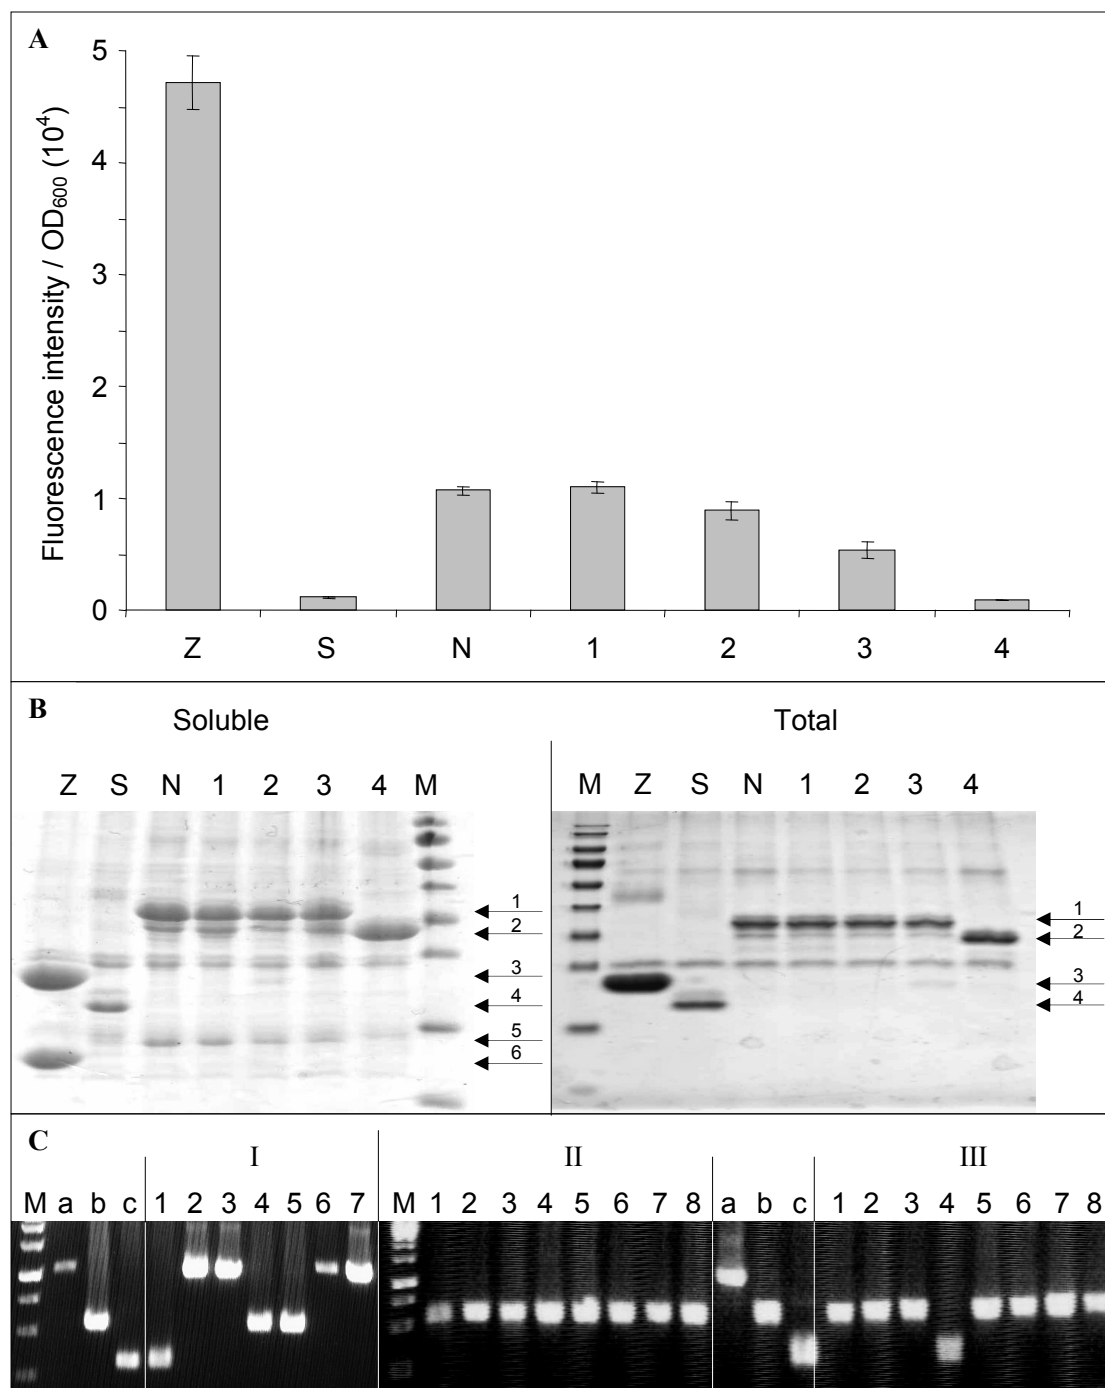 A
Fluorescence intensity / OD600 (10⁴)
5
4
3
2
1
0
Z S N 1 2 3 4
B
Soluble Total
Z S N 1 2 3 4 M
M Z S N 1 2 3 4
1
2
3
4
5
6
1
2
3
4
C
I II III
M a b c 1 2 3 4 5 6 7 M 1 2 3 4 5 6 7 8 a b c 1 2 3 4 5 6 7 8